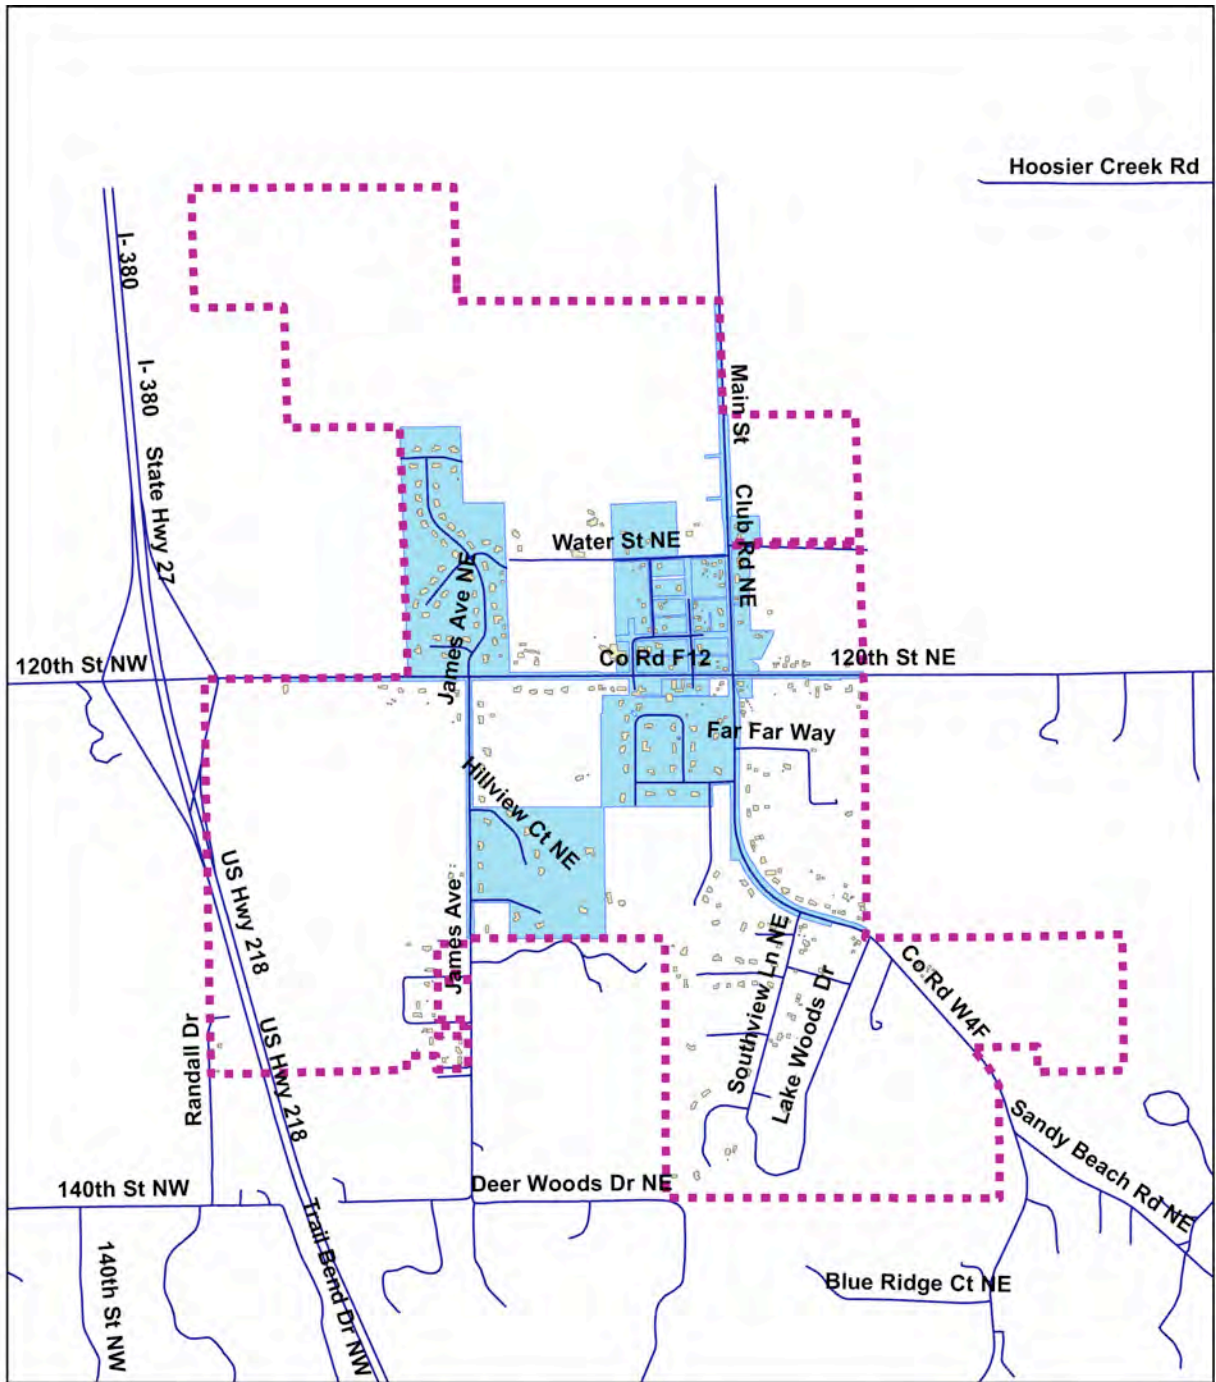 Hoosier Creek Rd
I- 380
I- 380
Main St
State Hwy 27
Club Rd NE
Water St NE
James Ave NE
120th St NW
Co Rd F12
120th St NE
Far Far Way
Hillview Ct NE
US Hwy 218
James Ave
Southview Ln NE
Lake Woods Dr
Co Rd W4F
Randall Dr
US Hwy 218
Sandy Beach Rd NE
140th St NW
Deer Woods Dr NE
Trail Bend Dr NW
140th St NW
Blue Ridge Ct NE